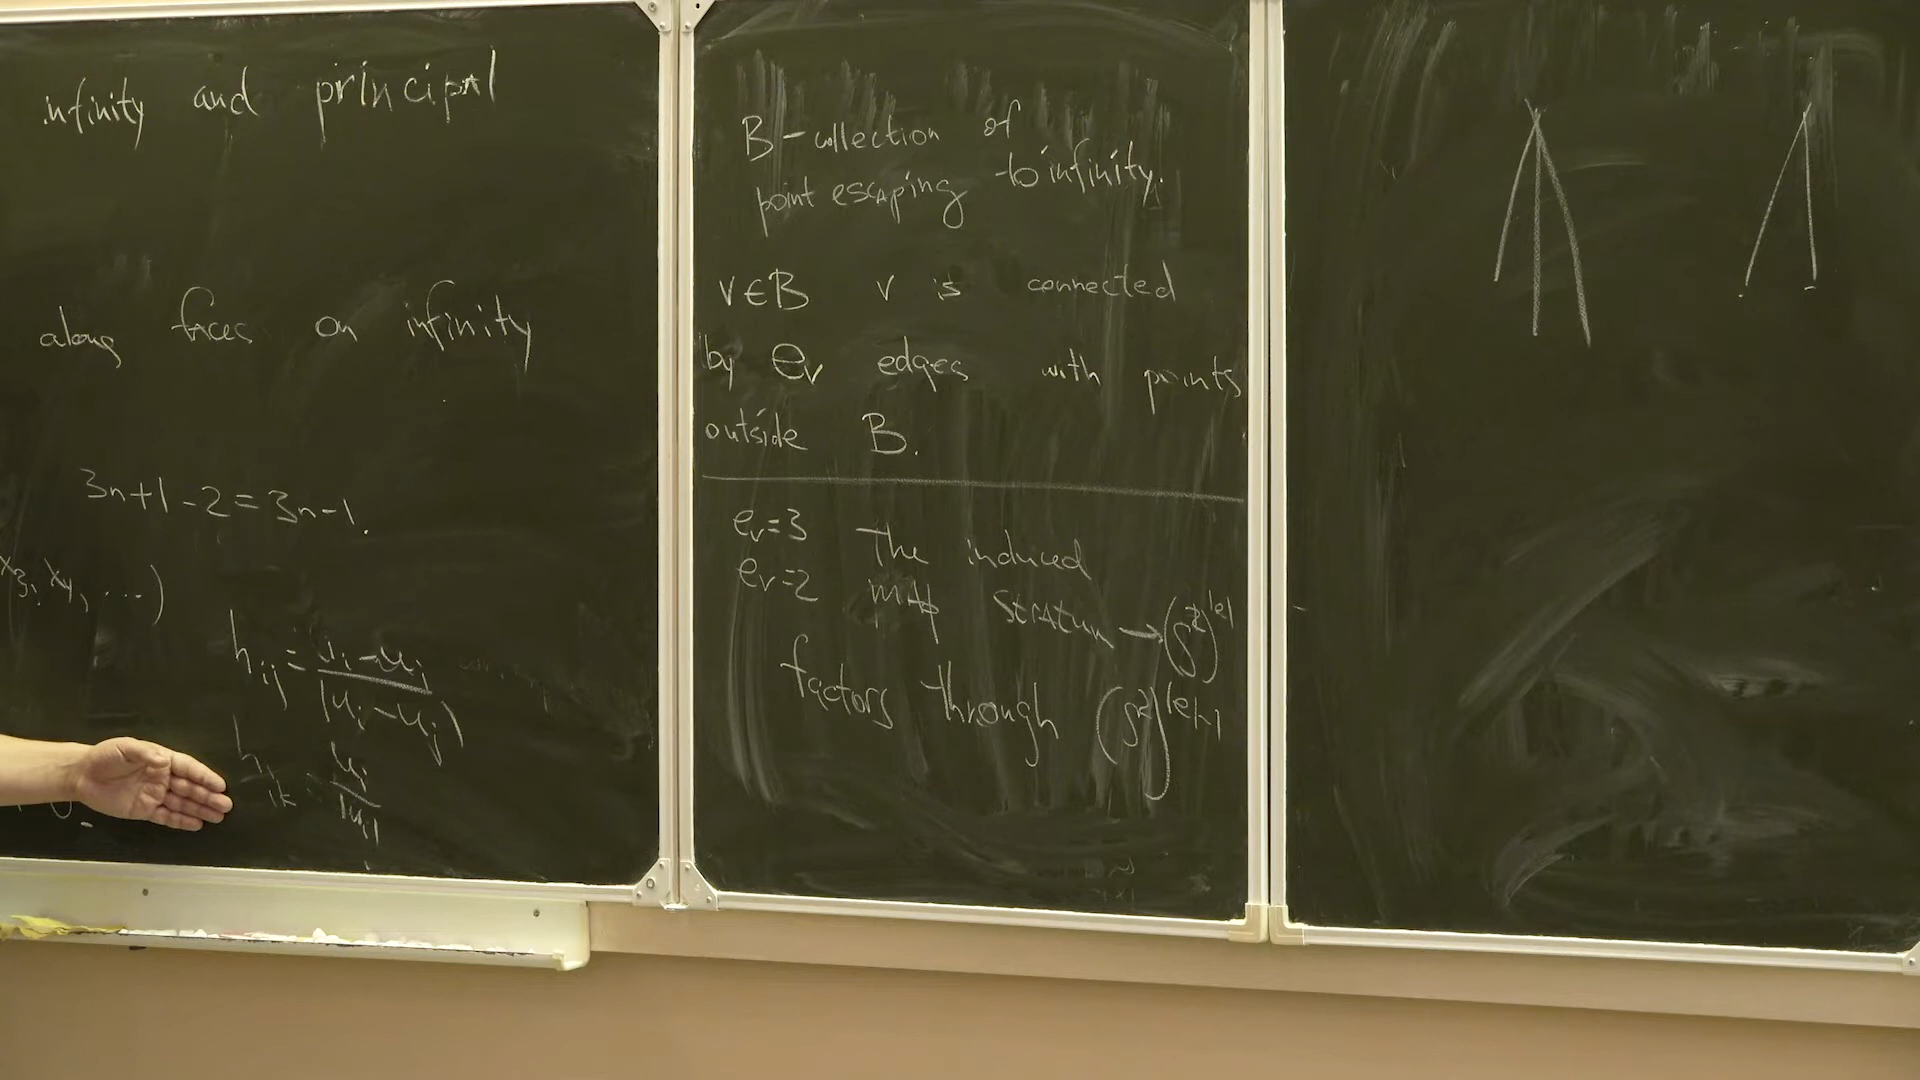 infinity and principal
along faces on infinity
3n+1-2=3n-1.
x₃, x₄, ...)
h_ij = u_i-u_j / |u_i-u_j|
u_i / |u_i|
B-collection of
point escaping to infinity.
v∈B v is connected
by e_v edges with points
outside B.
e_v=3 The induced
e_v=2 map stratum → (S²)^|e|
factors through (S²)^|e|-1